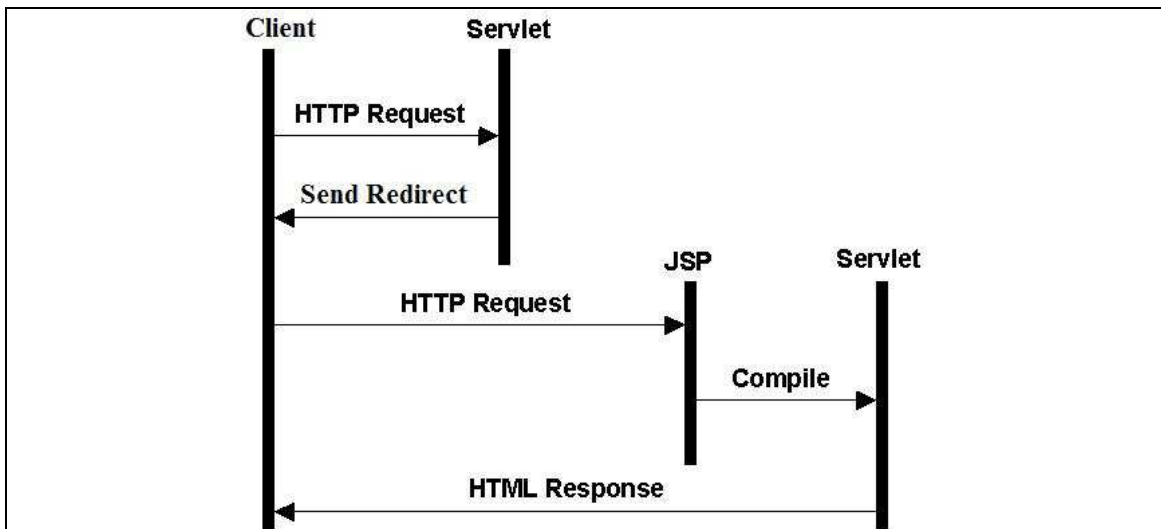 Client Servlet
HTTP Request
Send Redirect
JSP Servlet
HTTP Request
Compile
HTML Response